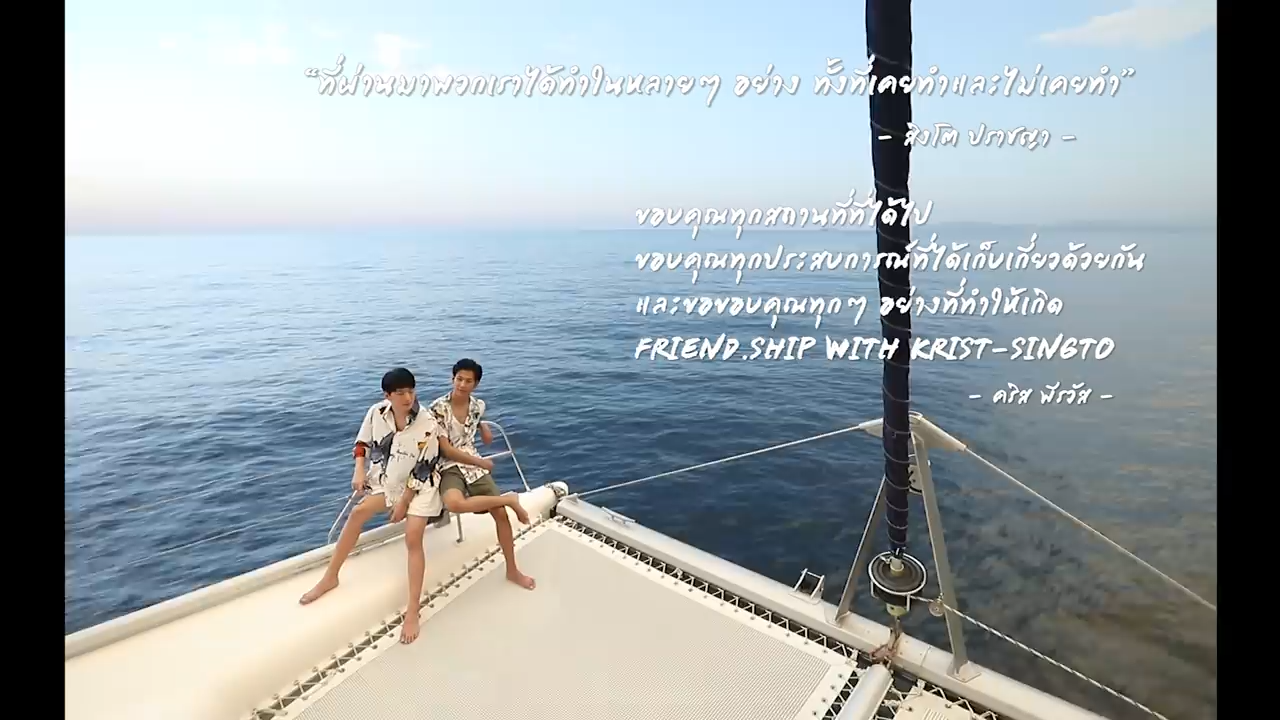 “ที่ผ่านมาพวกเราได้ทำในหลายๆ อย่าง ทั้งที่เคยทำและไม่เคยทำ”
- สิงโต ปราชญา -
ขอบคุณทุกสถานที่ที่ได้ไป
ขอบคุณทุกประสบการณ์ที่ได้เก็บเกี่ยวด้วยกัน
และขอขอบคุณทุกๆ อย่างที่ทำให้เกิด
FRIEND.SHIP WITH KRIST-SINGTO
- คริส พีรวัส -